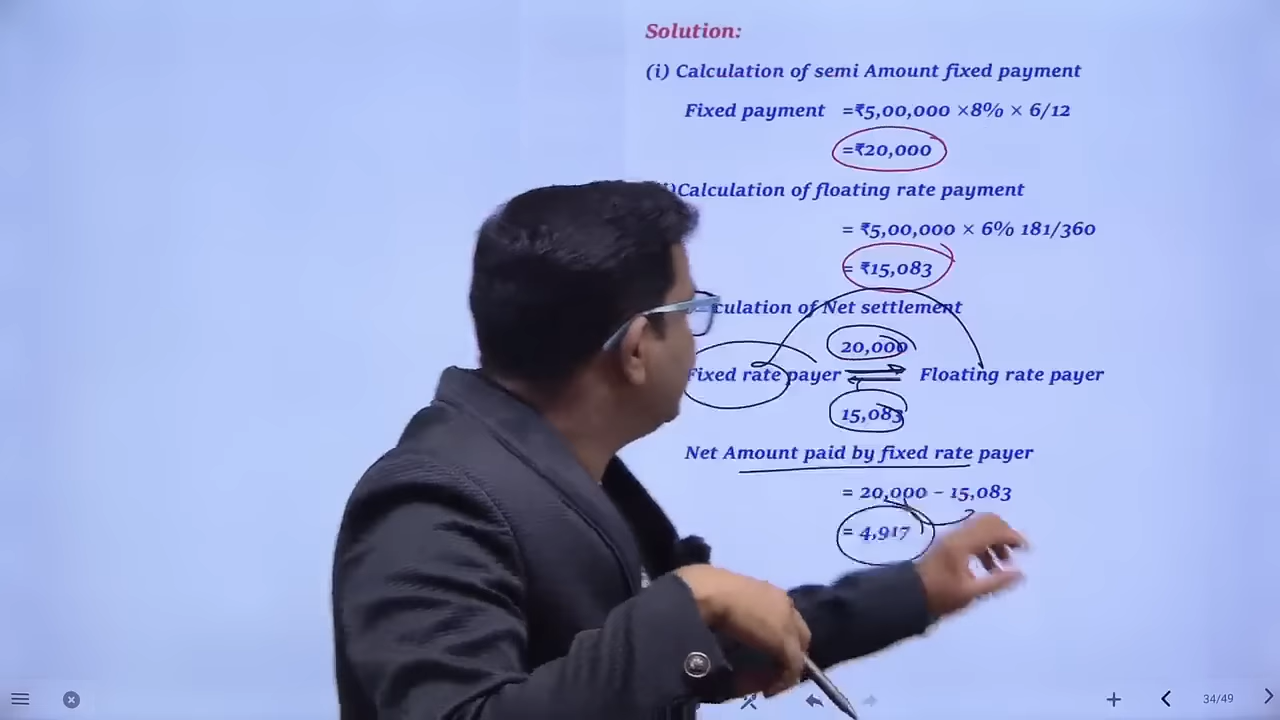 Solution:
(i) Calculation of semi Amount fixed payment
Fixed payment =₹5,00,000 ×8% × 6/12
=₹20,000
)Calculation of floating rate payment
= ₹5,00,000 × 6% 181/360
= ₹15,083
culation of Net settlement
20,000
Fixed rate payer Floating rate payer
15,083
Net Amount paid by fixed rate payer
= 20,000 – 15,083
= 4,917
34/49